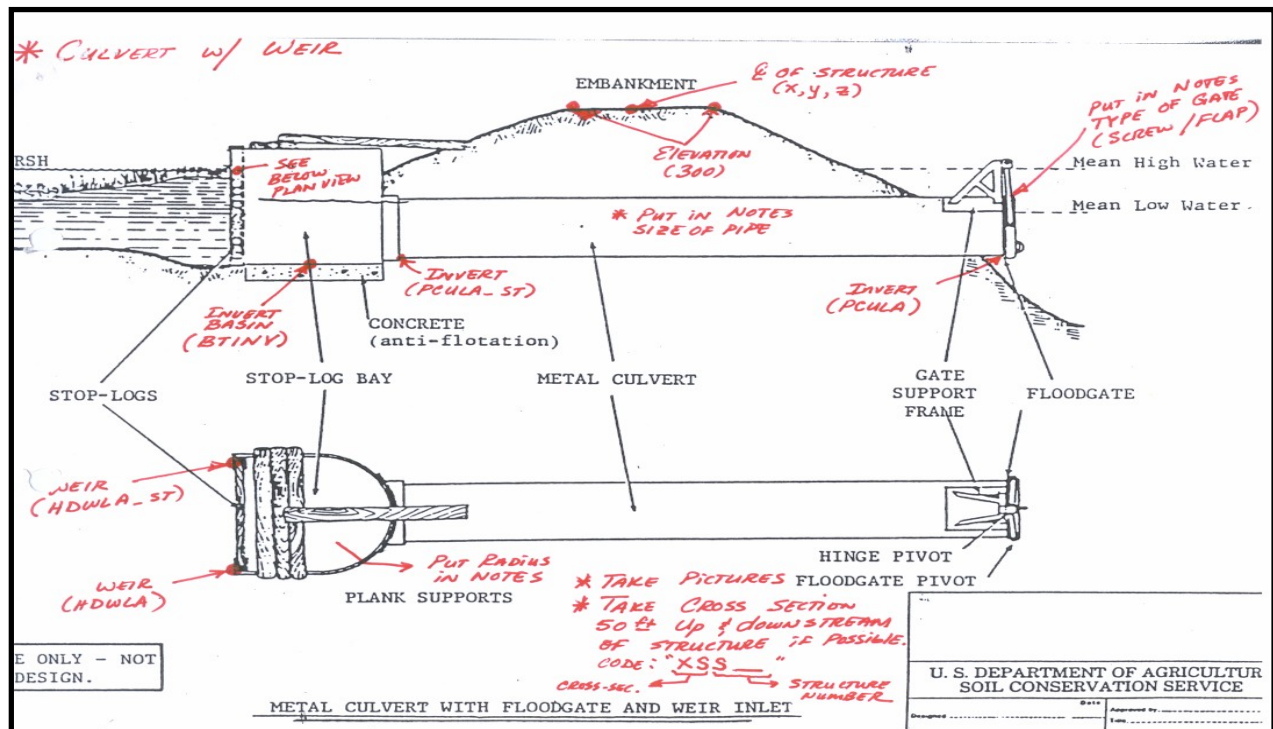 * CULVERT W/ WEIR
EMBANKMENT
℄ OF STRUCTURE
(X,Y,Z)
PUT IN NOTES
TYPE OF GATE
(SCREW/FLAP)
RSH
SEE
BELOW
PLAN VIEW
ELEVATION
(300)
Mean High Water
Mean Low Water
* PUT IN NOTES
SIZE OF PIPE
INVERT
(PCULA_ST)
INVERT
(PCULA)
INVERT
BASIN
(BTINV)
CONCRETE
(anti-flotation)
STOP-LOGS
STOP-LOG BAY
METAL CULVERT
GATE
SUPPORT
FRAME
FLOODGATE
WEIR
(HDWLA_ST)
WEIR
(HDWLA)
PUT RADIUS
IN NOTES
PLANK SUPPORTS
HINGE PIVOT
FLOODGATE PIVOT
* TAKE PICTURES
* TAKE CROSS SECTION
50 ft UP & DOWNSTREAM
OF STRUCTURE IF POSSIBLE.
CODE: "XSS__"
CROSS-SEC.
STRUCTURE
NUMBER
E ONLY - NOT
DESIGN.
METAL CULVERT WITH FLOODGATE AND WEIR INLET
U. S. DEPARTMENT OF AGRICULTUR
SOIL CONSERVATION SERVICE
Date
Designed
Approved by